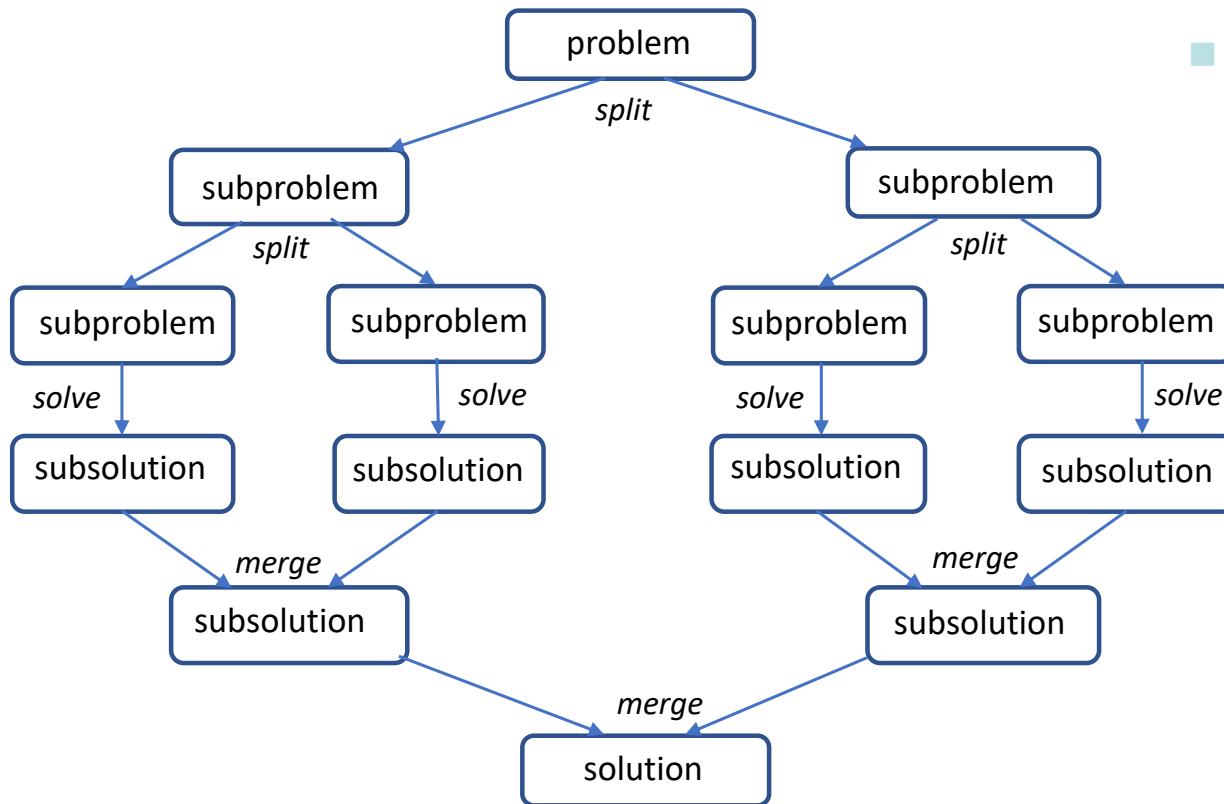 problem
split
subproblem
subproblem
split
split
subproblem
subproblem
subproblem
subproblem
solve
solve
solve
solve
subsolution
subsolution
subsolution
subsolution
merge
merge
subsolution
subsolution
merge
solution